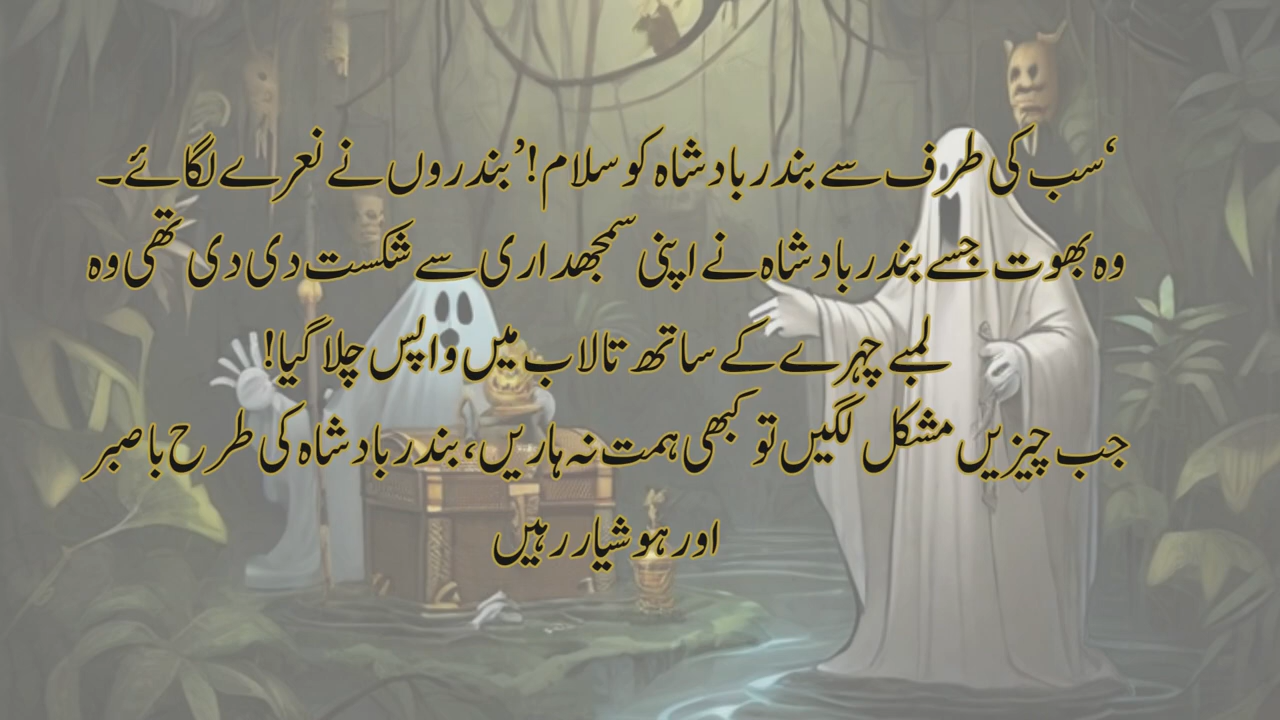 ‘سب کی طرف سے بندر بادشاہ کو سلام!’ بندروں نے نعرے لگائے۔
وہ بھوت جسے بندر بادشاہ نے اپنی سمجھداری سے شکست دی دی تھی وہ
لمبے چہرے کے ساتھ تالاب میں واپس چلا گیا!
جب چیزیں مشکل لگیں تو کبھی ہمت نہ ہاریں، بندر بادشاہ کی طرح باصبر
اور ہوشیار رہیں